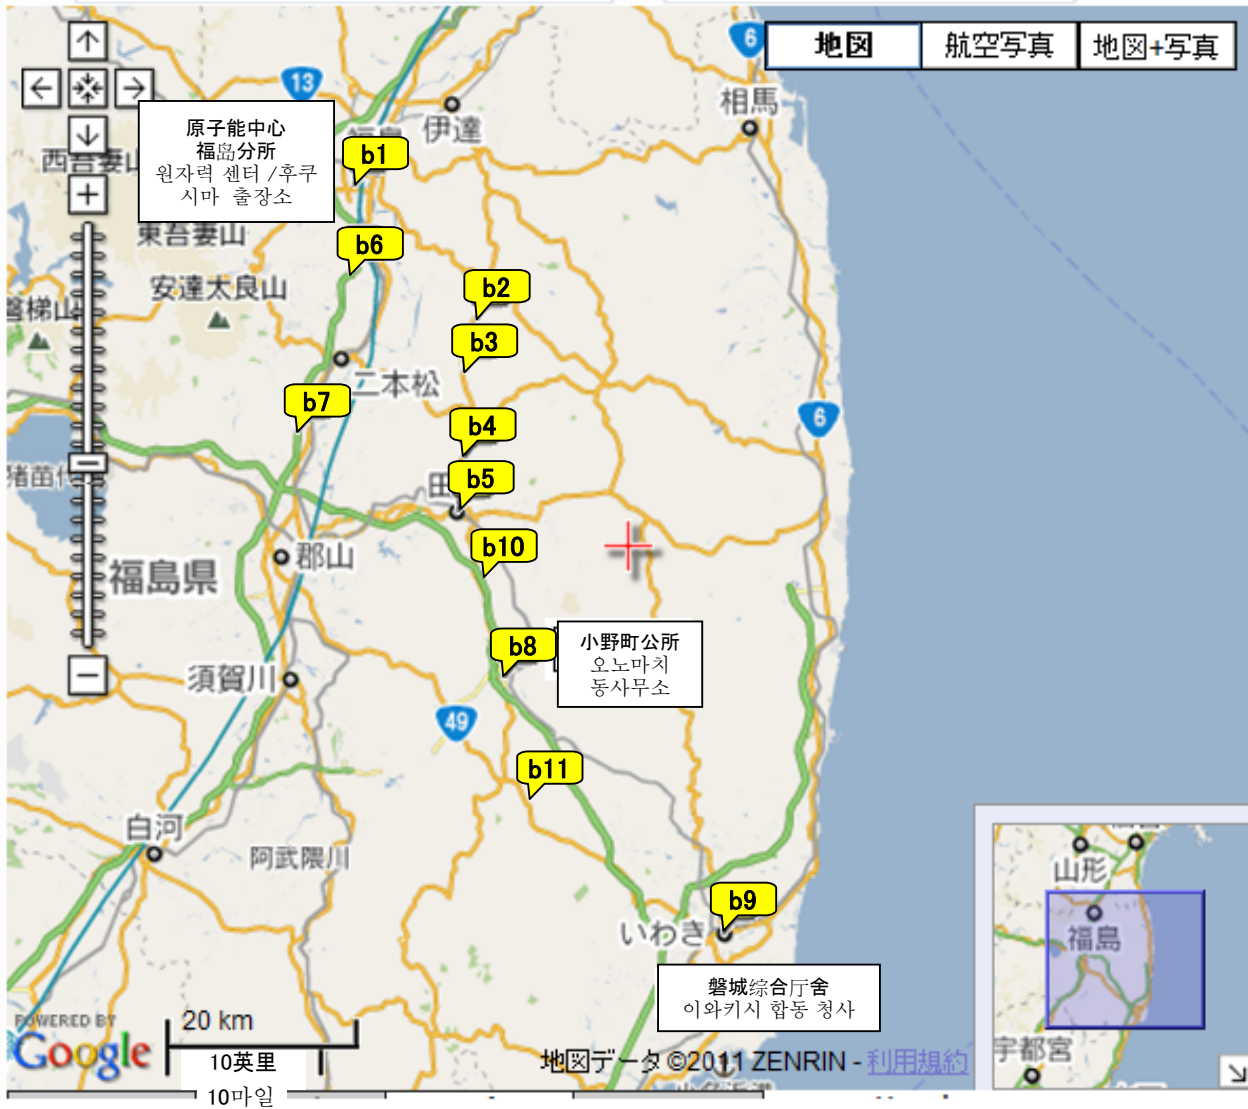 6
地図
航空写真
地図+写真
13
相馬
伊達
原子能中心
福岛分所
원자력 센터 /후쿠
시마 출장소
b1
東吾妻山
b6
安達太良山
b2
磐梯山
b3
二本松
b7
6
b4
b5
b10
郡山
福島県
b8
小野町公所
오노마치
동사무소
須賀川
49
b11
白河
阿武隈川
山形
b9
いわき
福島
磐城综合厅舍
이와키시 합동 청사
POWERED BY
Google
20 km
10英里
10마일
地図データ ©2011 ZENRIN - 利用規約
宇都宮